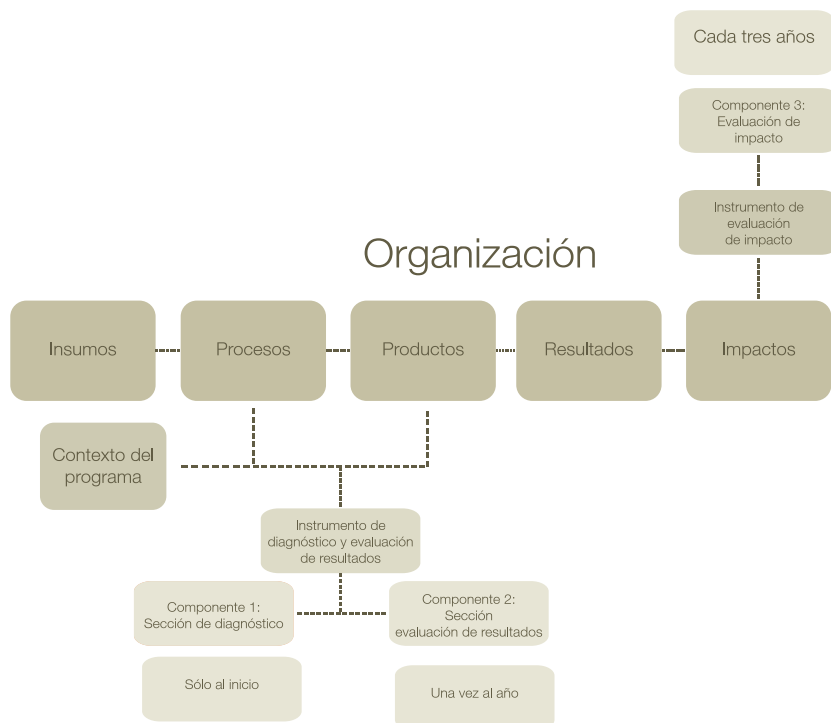 Cada tres años
Componente 3:
Evaluación de
impacto
Instrumento de
evaluación
de impacto
Organización
Insumos
Procesos
Productos
Resultados
Impactos
Contexto del
programa
Instrumento de
diagnóstico y evaluación
de resultados
Componente 1:
Sección de diagnóstico
Componente 2:
Sección
evaluación de resultados
Sólo al inicio
Una vez al año